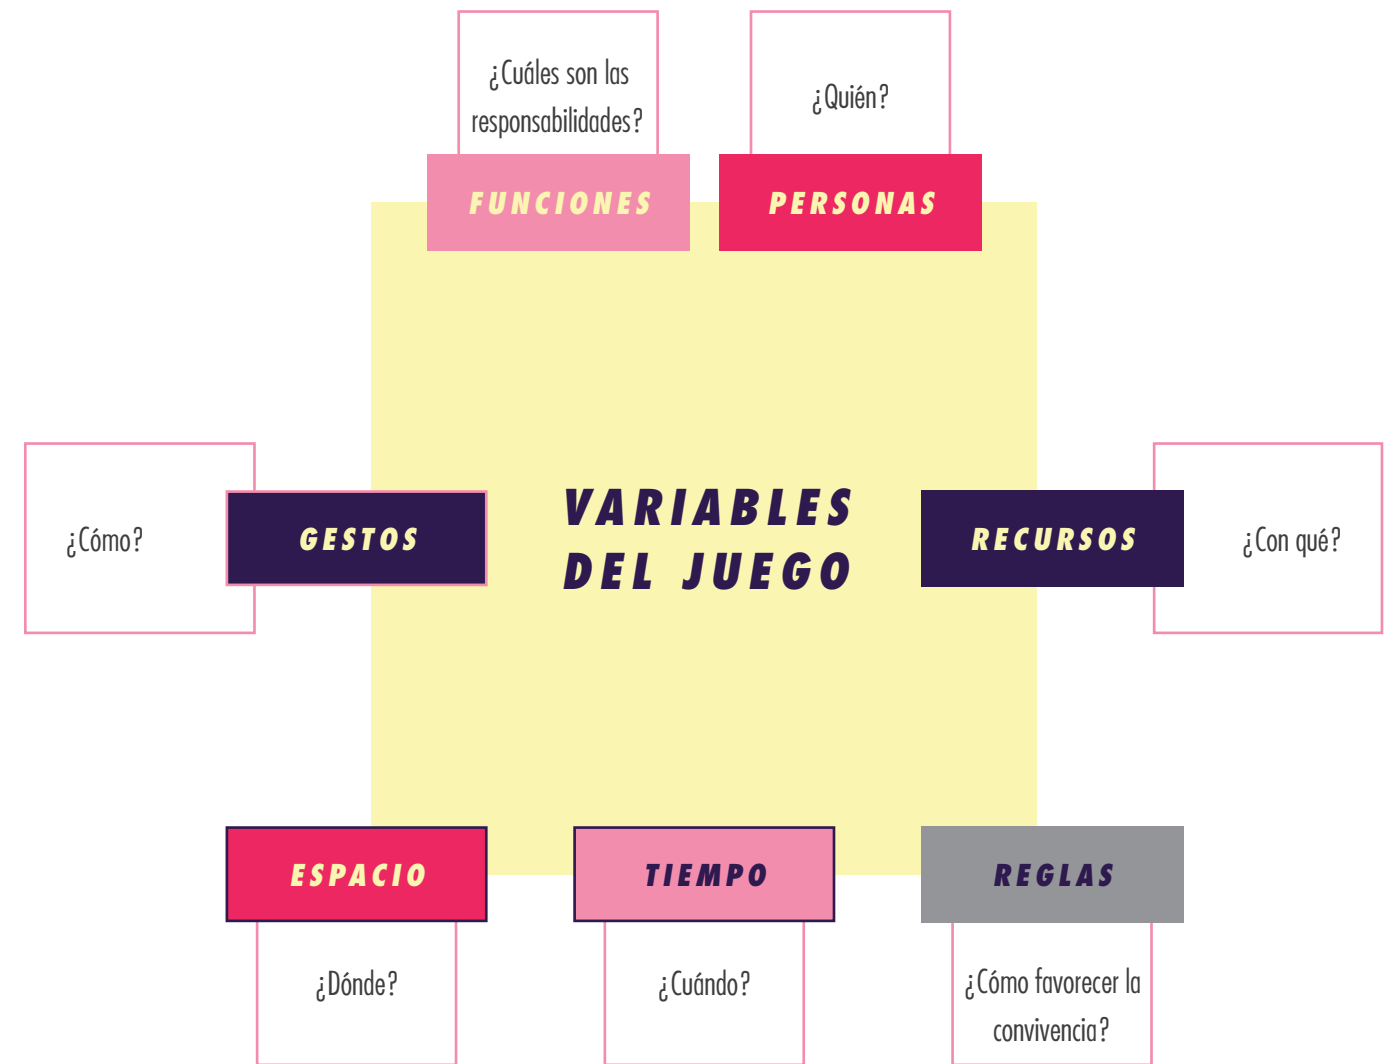 ¿Cuáles son las
responsabilidades?
FUNCIONES
¿Quién?
PERSONAS
¿Cómo?
GESTOS
VARIABLES
DEL JUEGO
RECURSOS
¿Con qué?
ESPACIO
¿Dónde?
TIEMPO
¿Cuándo?
REGLAS
¿Cómo favorecer la
convivencia?